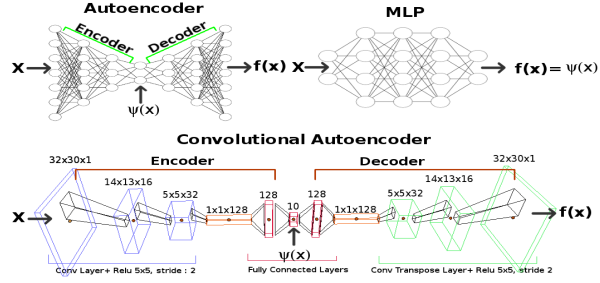 Autoencoder
MLP
Encoder
Decoder
X
f(x)
X
f(x) = ψ(x)
ψ(x)
Convolutional Autoencoder
32x30x1
Encoder
Decoder
32x30x1
14x13x16
14x13x16
5x5x32
5x5x32
128
128
1x1x128
10
1x1x128
X
f(x)
ψ(x)
Conv Layer+ Relu 5x5, stride : 2
Fully Connected Layers
Conv Transpose Layer+ Relu 5x5, stride 2